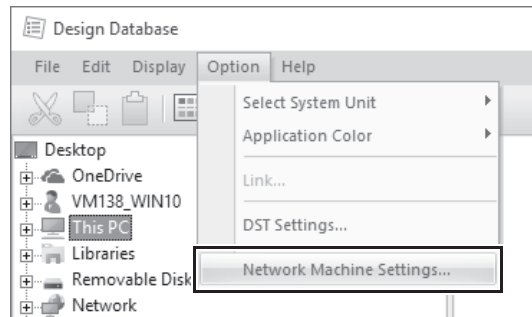 Design Database
File Edit Display Option Help
Select System Unit
Application Color
Link...
DST Settings...
Network Machine Settings...
Desktop
OneDrive
VM138_WIN10
This PC
Libraries
Removable Disk
Network